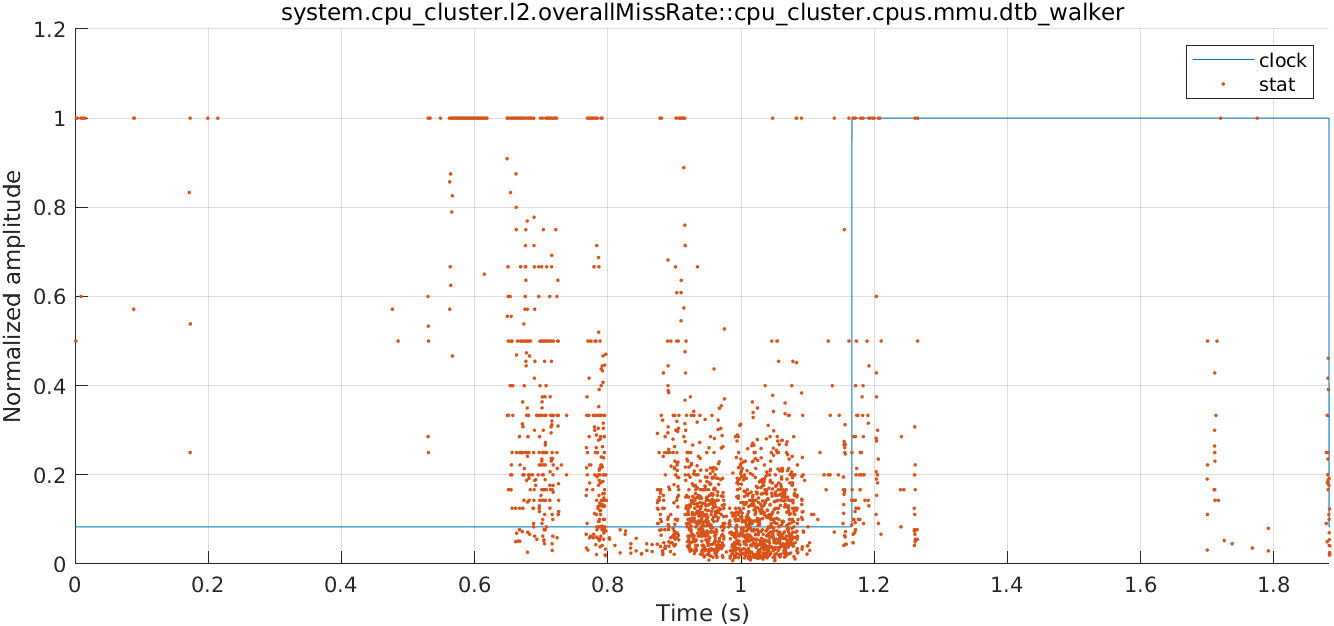 system.cpu_cluster.l2.overallMissRate::cpu_cluster.cpus.mmu.dtb_walker
1.2
1
0.8
0.6
0.4
0.2
0
Normalized amplitude
clock
stat
0 0.2 0.4 0.6 0.8 1 1.2 1.4 1.6 1.8
Time (s)